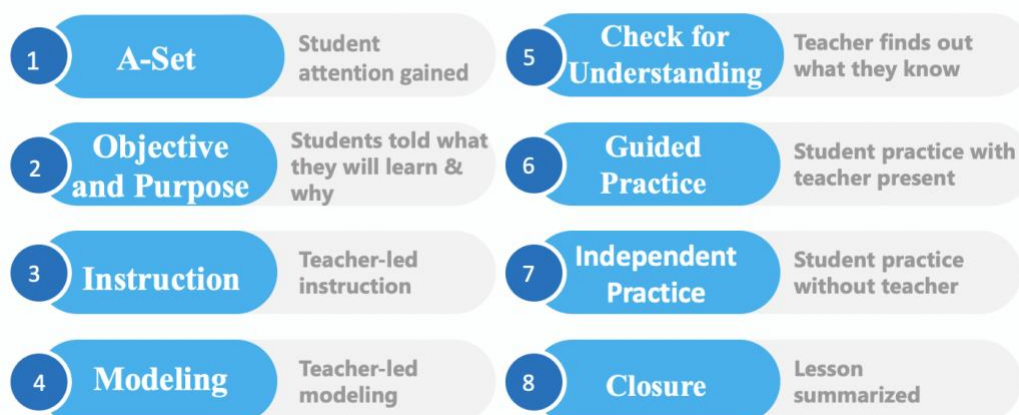 1
A-Set
Student
attention gained
2
Objective
and Purpose
Students told what
they will learn &
why
3
Instruction
Teacher-led
instruction
4
Modeling
Teacher-led
modeling
5
Check for
Understanding
Teacher finds out
what they know
6
Guided
Practice
Student practice with
teacher present
7
Independent
Practice
Student practice
without teacher
8
Closure
Lesson
summarized